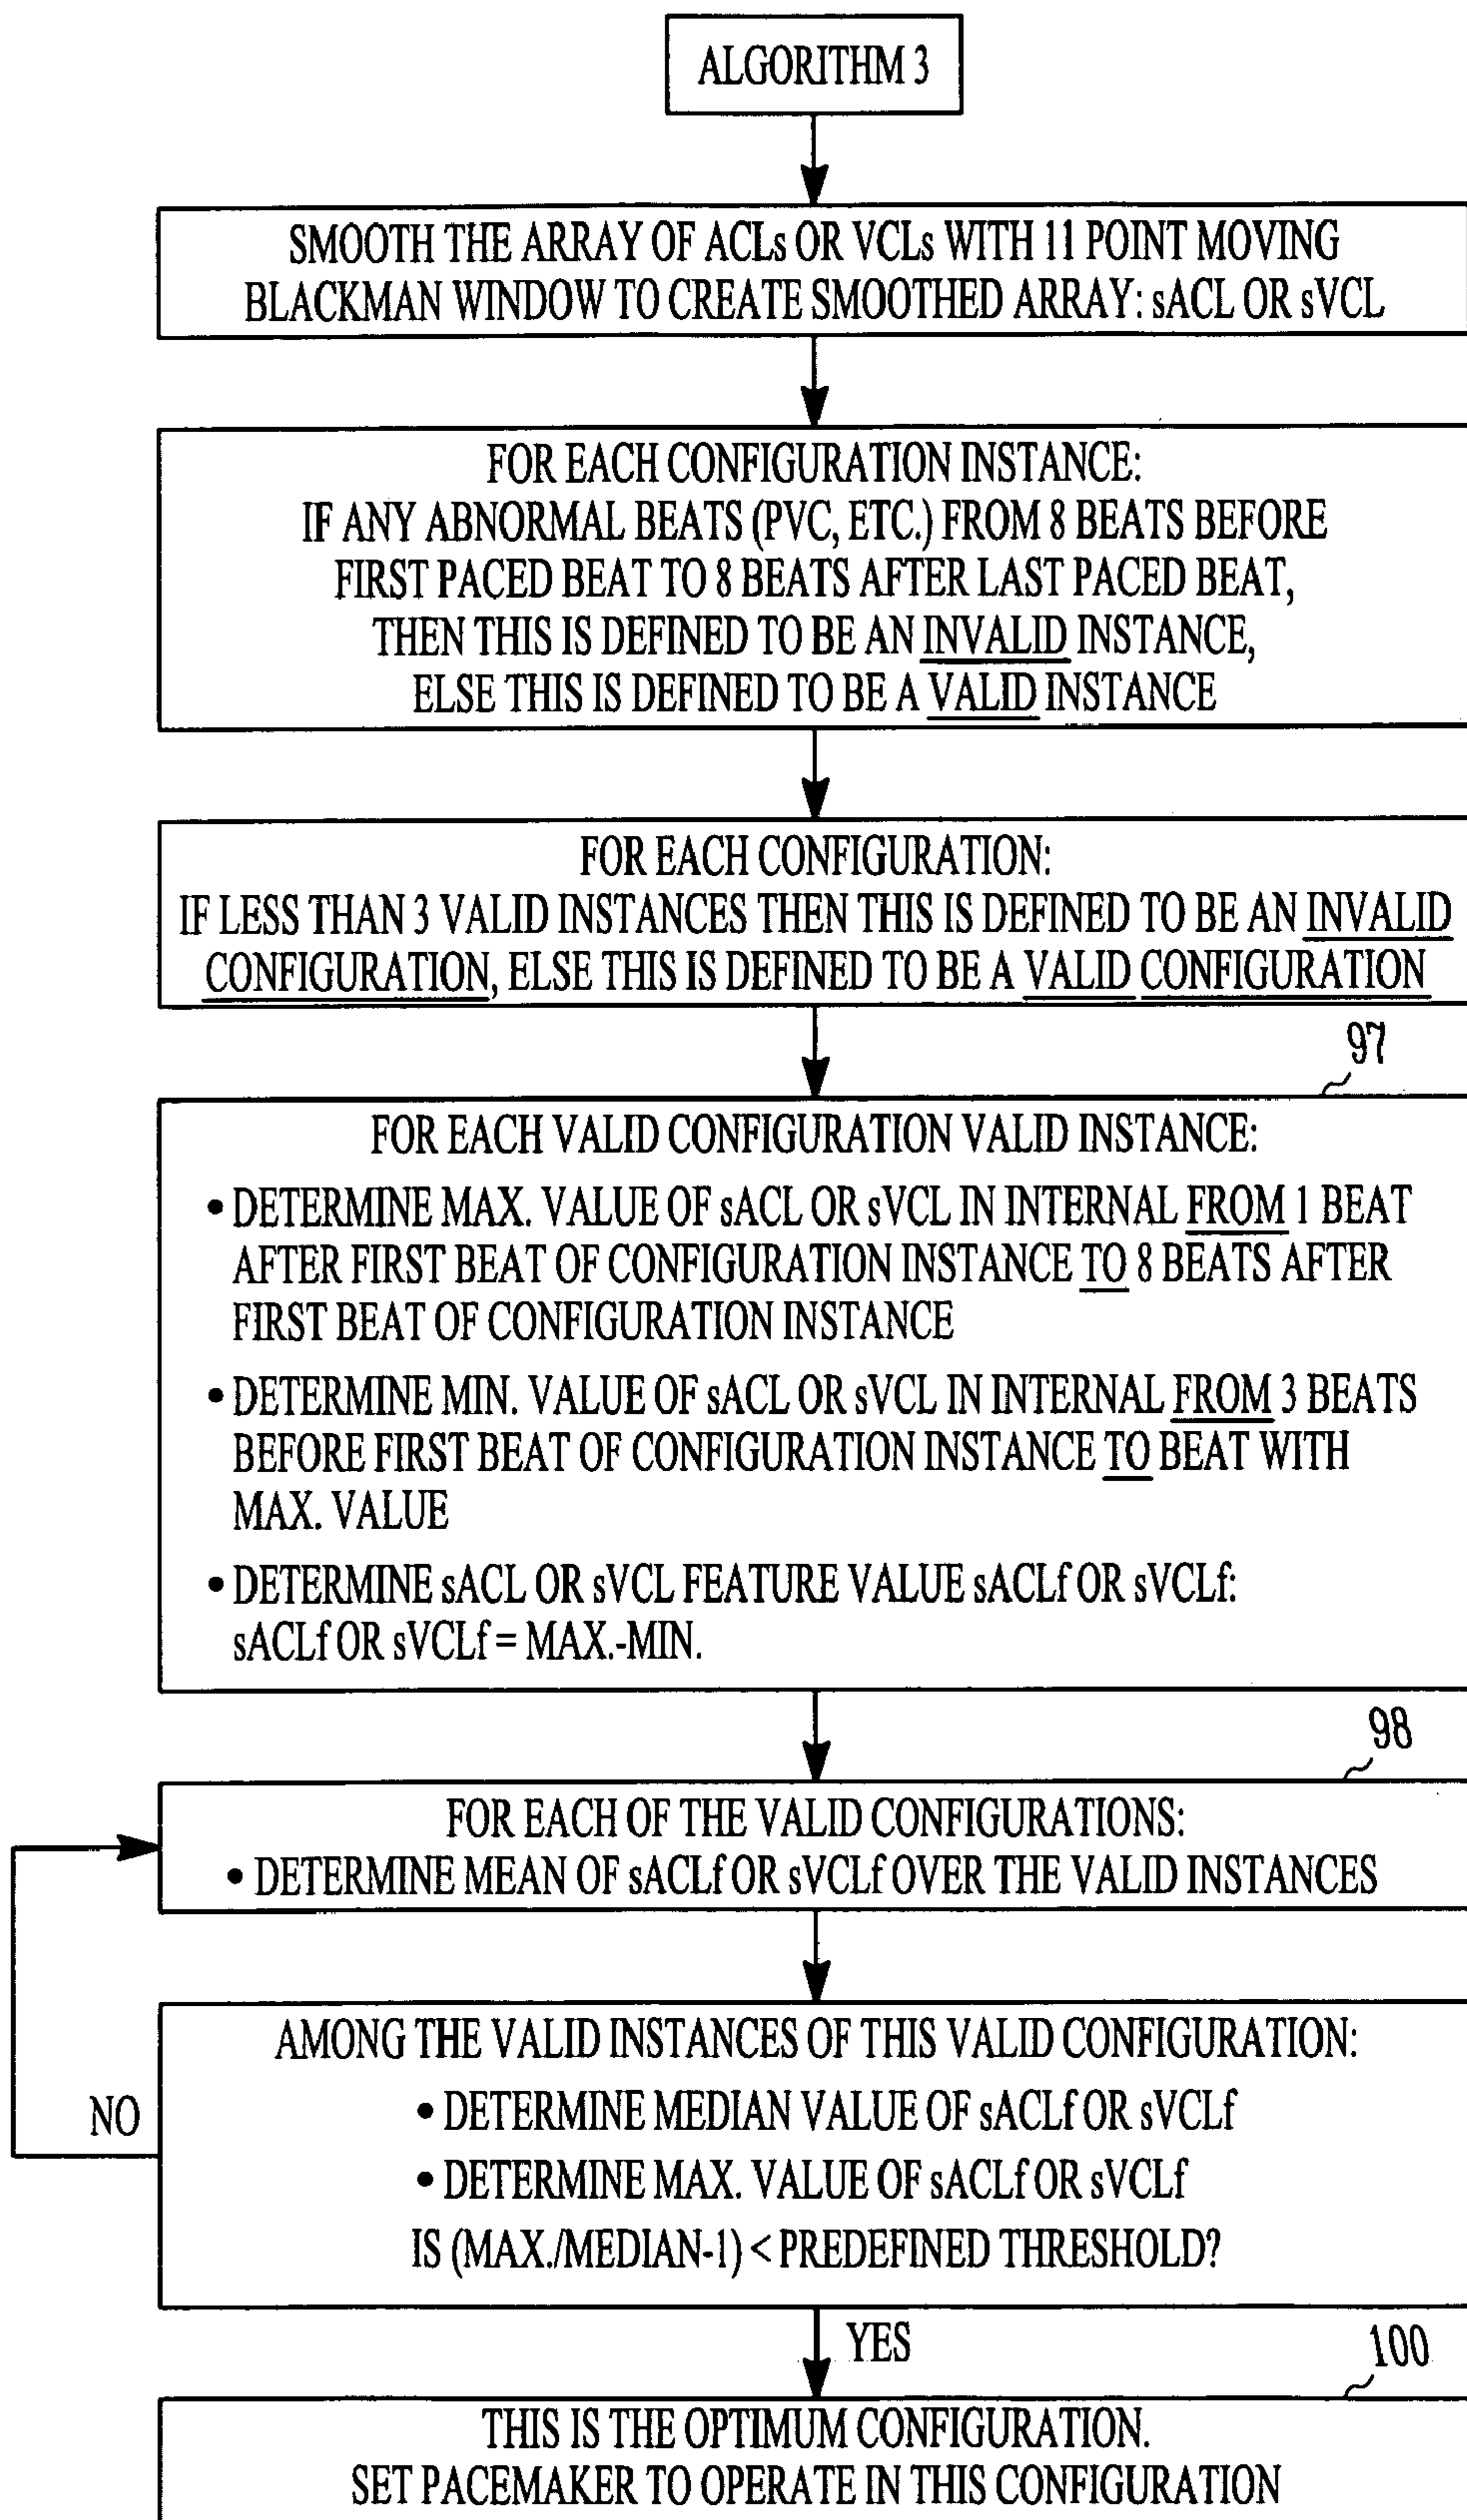 ALGORITHM 3
SMOOTH THE ARRAY OF ACLs OR VCLs WITH 11 POINT MOVING
BLACKMAN WINDOW TO CREATE SMOOTHED ARRAY: sACL OR sVCL
FOR EACH CONFIGURATION INSTANCE:
IF ANY ABNORMAL BEATS (PVC, ETC.) FROM 8 BEATS BEFORE
FIRST PACED BEAT TO 8 BEATS AFTER LAST PACED BEAT,
THEN THIS IS DEFINED TO BE AN INVALID INSTANCE,
ELSE THIS IS DEFINED TO BE A VALID INSTANCE
FOR EACH CONFIGURATION:
IF LESS THAN 3 VALID INSTANCES THEN THIS IS DEFINED TO BE AN INVALID
CONFIGURATION, ELSE THIS IS DEFINED TO BE A VALID CONFIGURATION
97
FOR EACH VALID CONFIGURATION VALID INSTANCE:
• DETERMINE MAX. VALUE OF sACL OR sVCL IN INTERNAL FROM 1 BEAT
AFTER FIRST BEAT OF CONFIGURATION INSTANCE TO 8 BEATS AFTER
FIRST BEAT OF CONFIGURATION INSTANCE
• DETERMINE MIN. VALUE OF sACL OR sVCL IN INTERNAL FROM 3 BEATS
BEFORE FIRST BEAT OF CONFIGURATION INSTANCE TO BEAT WITH
MAX. VALUE
• DETERMINE sACL OR sVCL FEATURE VALUE sACLf OR sVCLf:
sACLf OR sVCLf = MAX.-MIN.
98
FOR EACH OF THE VALID CONFIGURATIONS:
• DETERMINE MEAN OF sACLf OR sVCLf OVER THE VALID INSTANCES
AMONG THE VALID INSTANCES OF THIS VALID CONFIGURATION:
• DETERMINE MEDIAN VALUE OF sACLf OR sVCLf
NO
• DETERMINE MAX. VALUE OF sACLf OR sVCLf
IS (MAX./MEDIAN-1) < PREDEFINED THRESHOLD?
YES
100
THIS IS THE OPTIMUM CONFIGURATION.
SET PACEMAKER TO OPERATE IN THIS CONFIGURATION